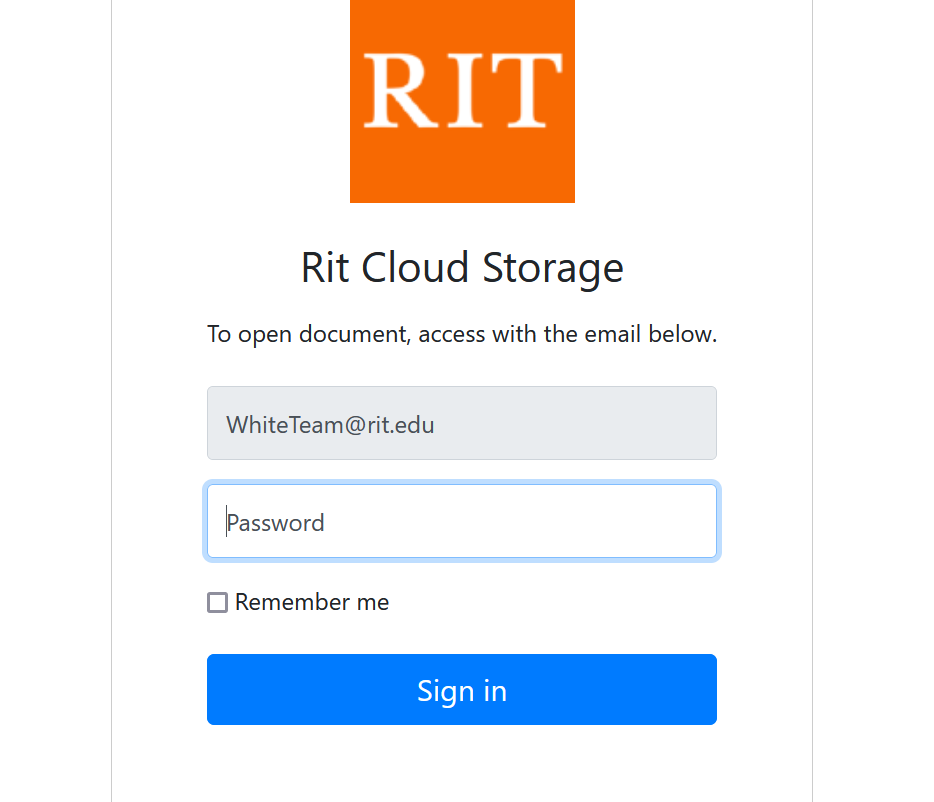 RIT
Rit Cloud Storage
To open document, access with the email below.
WhiteTeam@rit.edu
Password
Remember me
Sign in